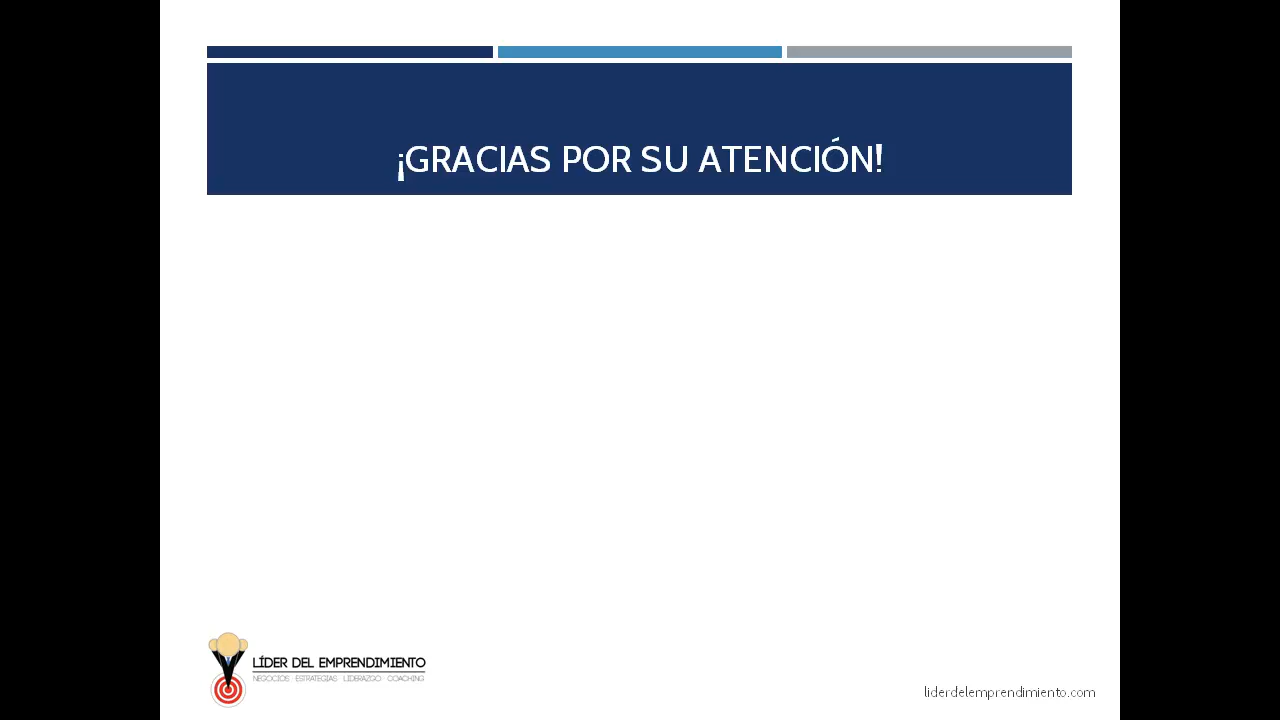 ¡GRACIAS POR SU ATENCIÓN!
LÍDER DEL EMPRENDIMIENTO
NEGOCIOS · ESTRATEGIAS · LIDERAZGO · COACHING
liderdelemprendimiento.com